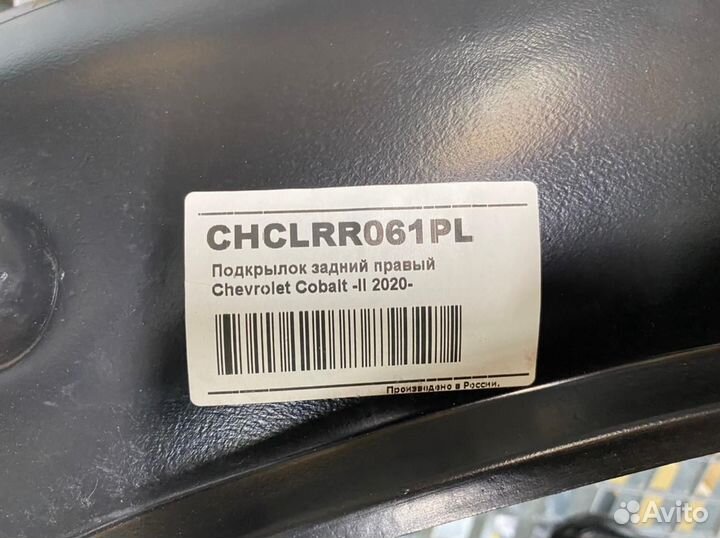 CHCLRR061PL
Подкрылок задний правый
Chevrolet Cobalt -II 2020-
Произведено в России.
Avito